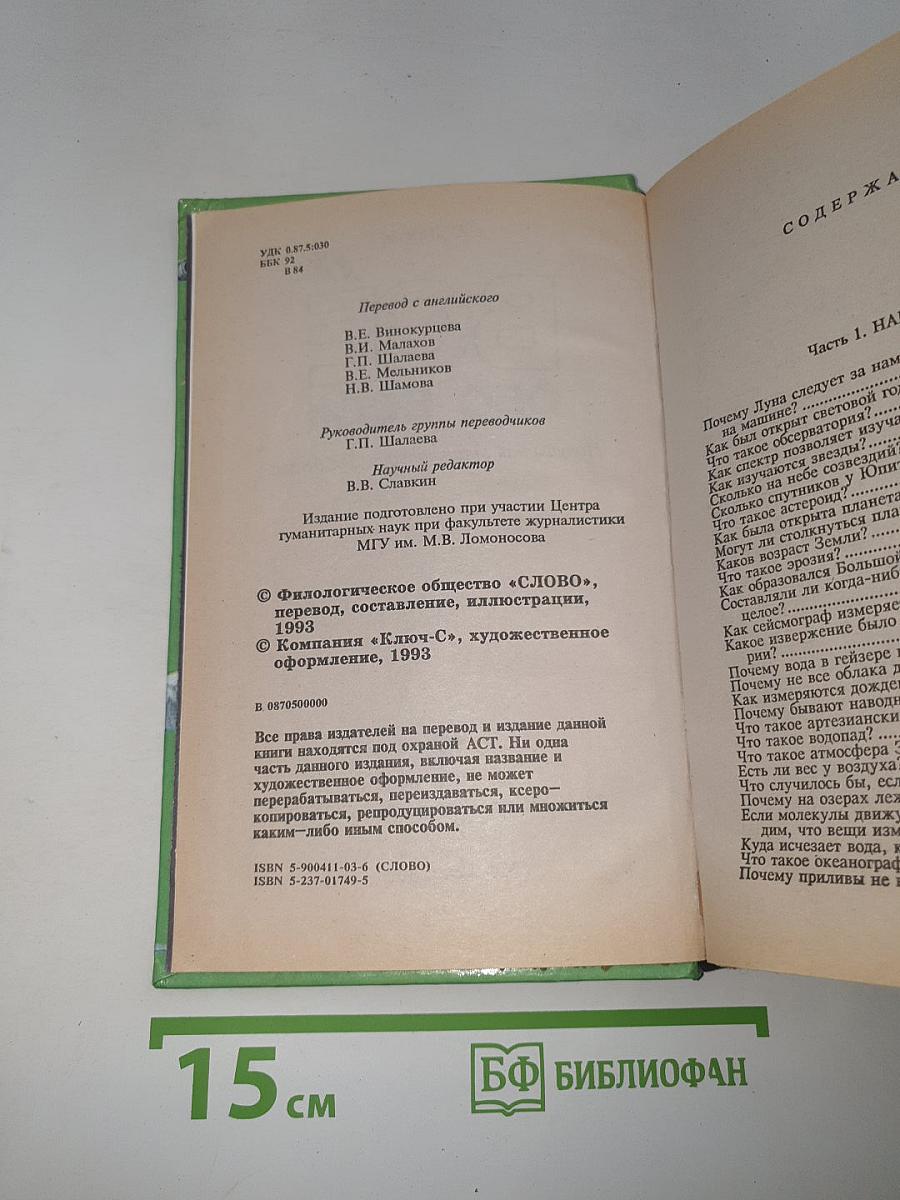 УДК 0.87.5:030
ББК 92
В 84
Перевод с английского
В.Е. Винокурцева
В.И. Малахов
Г.П. Шалаева
В.Е. Мельников
Н.В. Шамова
Руководитель группы переводчиков
Г.П. Шалаева
Научный редактор
В.В. Славкин
Издание подготовлено при участии Центра
гуманитарных наук при факультете журналистики
МГУ им. М.В. Ломоносова
© Филологическое общество «СЛОВО»,
перевод, составление, иллюстрации,
1993
© Компания «Ключ-С», художественное
оформление, 1993
В 0870500000
Все права издателей на перевод и издание данной
книги находятся под охраной АСТ. Ни одна
часть данного издания, включая название и
художественное оформление, не может
перерабатываться, переиздаваться, ксеро—
копироваться, репродуцироваться или множиться
каким—либо иным способом.
ISBN 5-900411-03-6 (СЛОВО)
ISBN 5-237-01749-5
СОДЕРЖА
Часть 1. НА
Почему Луна следует за нам
на машине?
Как был открыт световой год
Что такое обсерватория?
Как спектр позволяет изуча
Как изучаются звезды?
Сколько на небе созвездий?
Сколько спутников у Юпит
Что такое астероид?
Как была открыта планета
Могут ли столкнуться пла
Каков возраст Земли?
Что такое эрозия?
Как образовался Большой
Составляли ли когда-ниб
целое?
Как сейсмограф измеряе
Какое извержение было
рии?
Почему вода в гейзере
Почему не все облака д
Как измеряются дожде
Почему бывают наводн
Что такое артезиански
Что такое водопад?
Что такое атмосфера З
Есть ли вес у воздуха?
Что случилось бы, есл
Почему на озерах леж
Если молекулы движу
дим, что вещи изм
Куда исчезает вода, к
Что такое океанограф
Почему приливы не
15 см
БФ БИБЛИОФАН